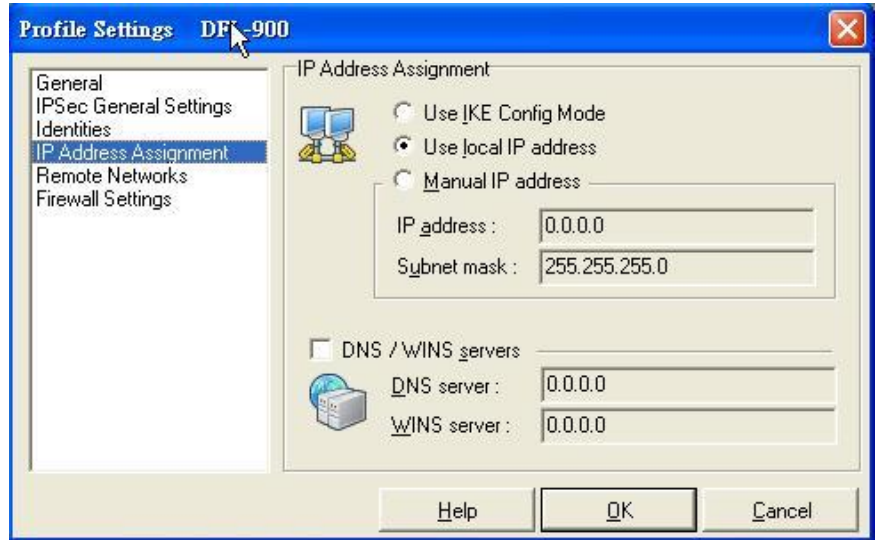 Profile Settings DFL-900
General
IPSec General Settings
Identities
IP Address Assignment
Remote Networks
Firewall Settings
IP Address Assignment
Use IKE Config Mode
Use local IP address
Manual IP address
IP address : 0.0.0.0
Subnet mask : 255.255.255.0
DNS / WINS servers
DNS server : 0.0.0.0
WINS server : 0.0.0.0
Help OK Cancel